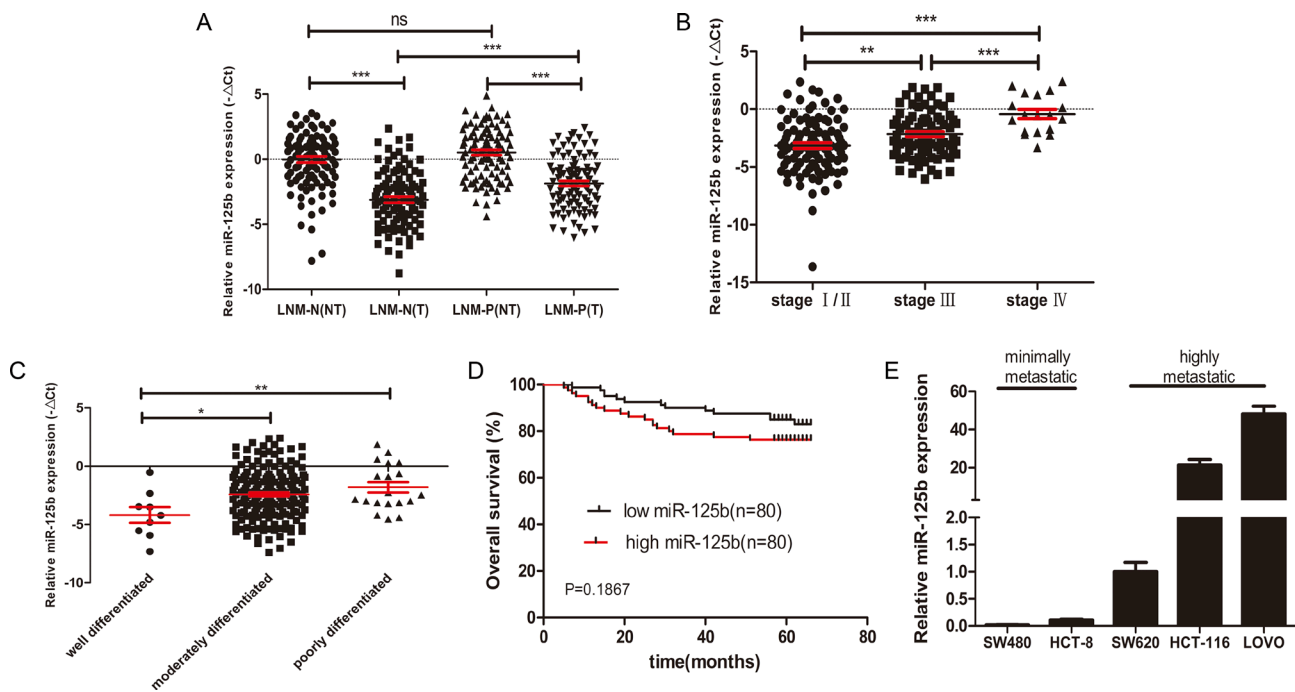 A
ns
***
***
***
Relative miR-125b expression (-△Ct)
5
0
-5
-10
LNM-N(NT)
LNM-N(T)
LNM-P(NT)
LNM-P(T)
B
***
**
***
Relative miR-125b expression (-△Ct)
5
0
-5
-10
-15
stage Ⅰ/Ⅱ
stage Ⅲ
stage Ⅳ
C
**
*
Relative miR-125b expression (-△Ct)
5
0
-5
-10
well differentiated
moderately differentiated
poorly differentiated
D
Overall survival (%)
100
80
60
40
20
0
low miR-125b(n=80)
high miR-125b(n=80)
P=0.1867
0
20
40
60
80
time(months)
E
minimally
metastatic
highly
metastatic
Relative miR-125b expression
60
40
20
2.0
1.5
1.0
0.5
0.0
SW480
HCT-8
SW620
HCT-116
LOVO